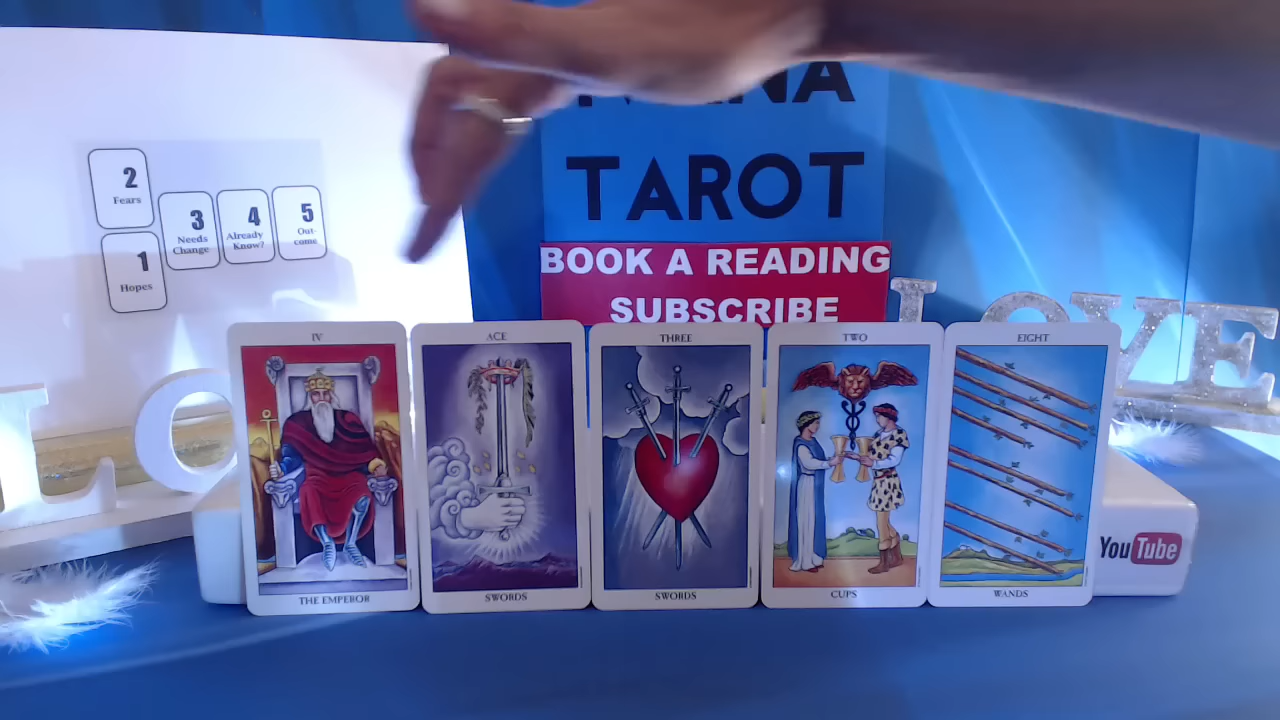 TAROT
BOOK A READING
SUBSCRIBE
2
Fears
3
Needs
Change
4
Already
Know?
5
Out-
come
1
Hopes
LOVE
LO
IV
THE EMPEROR
ACE
SWORDS
THREE
SWORDS
TWO
CUPS
EIGHT
WANDS
YouTube